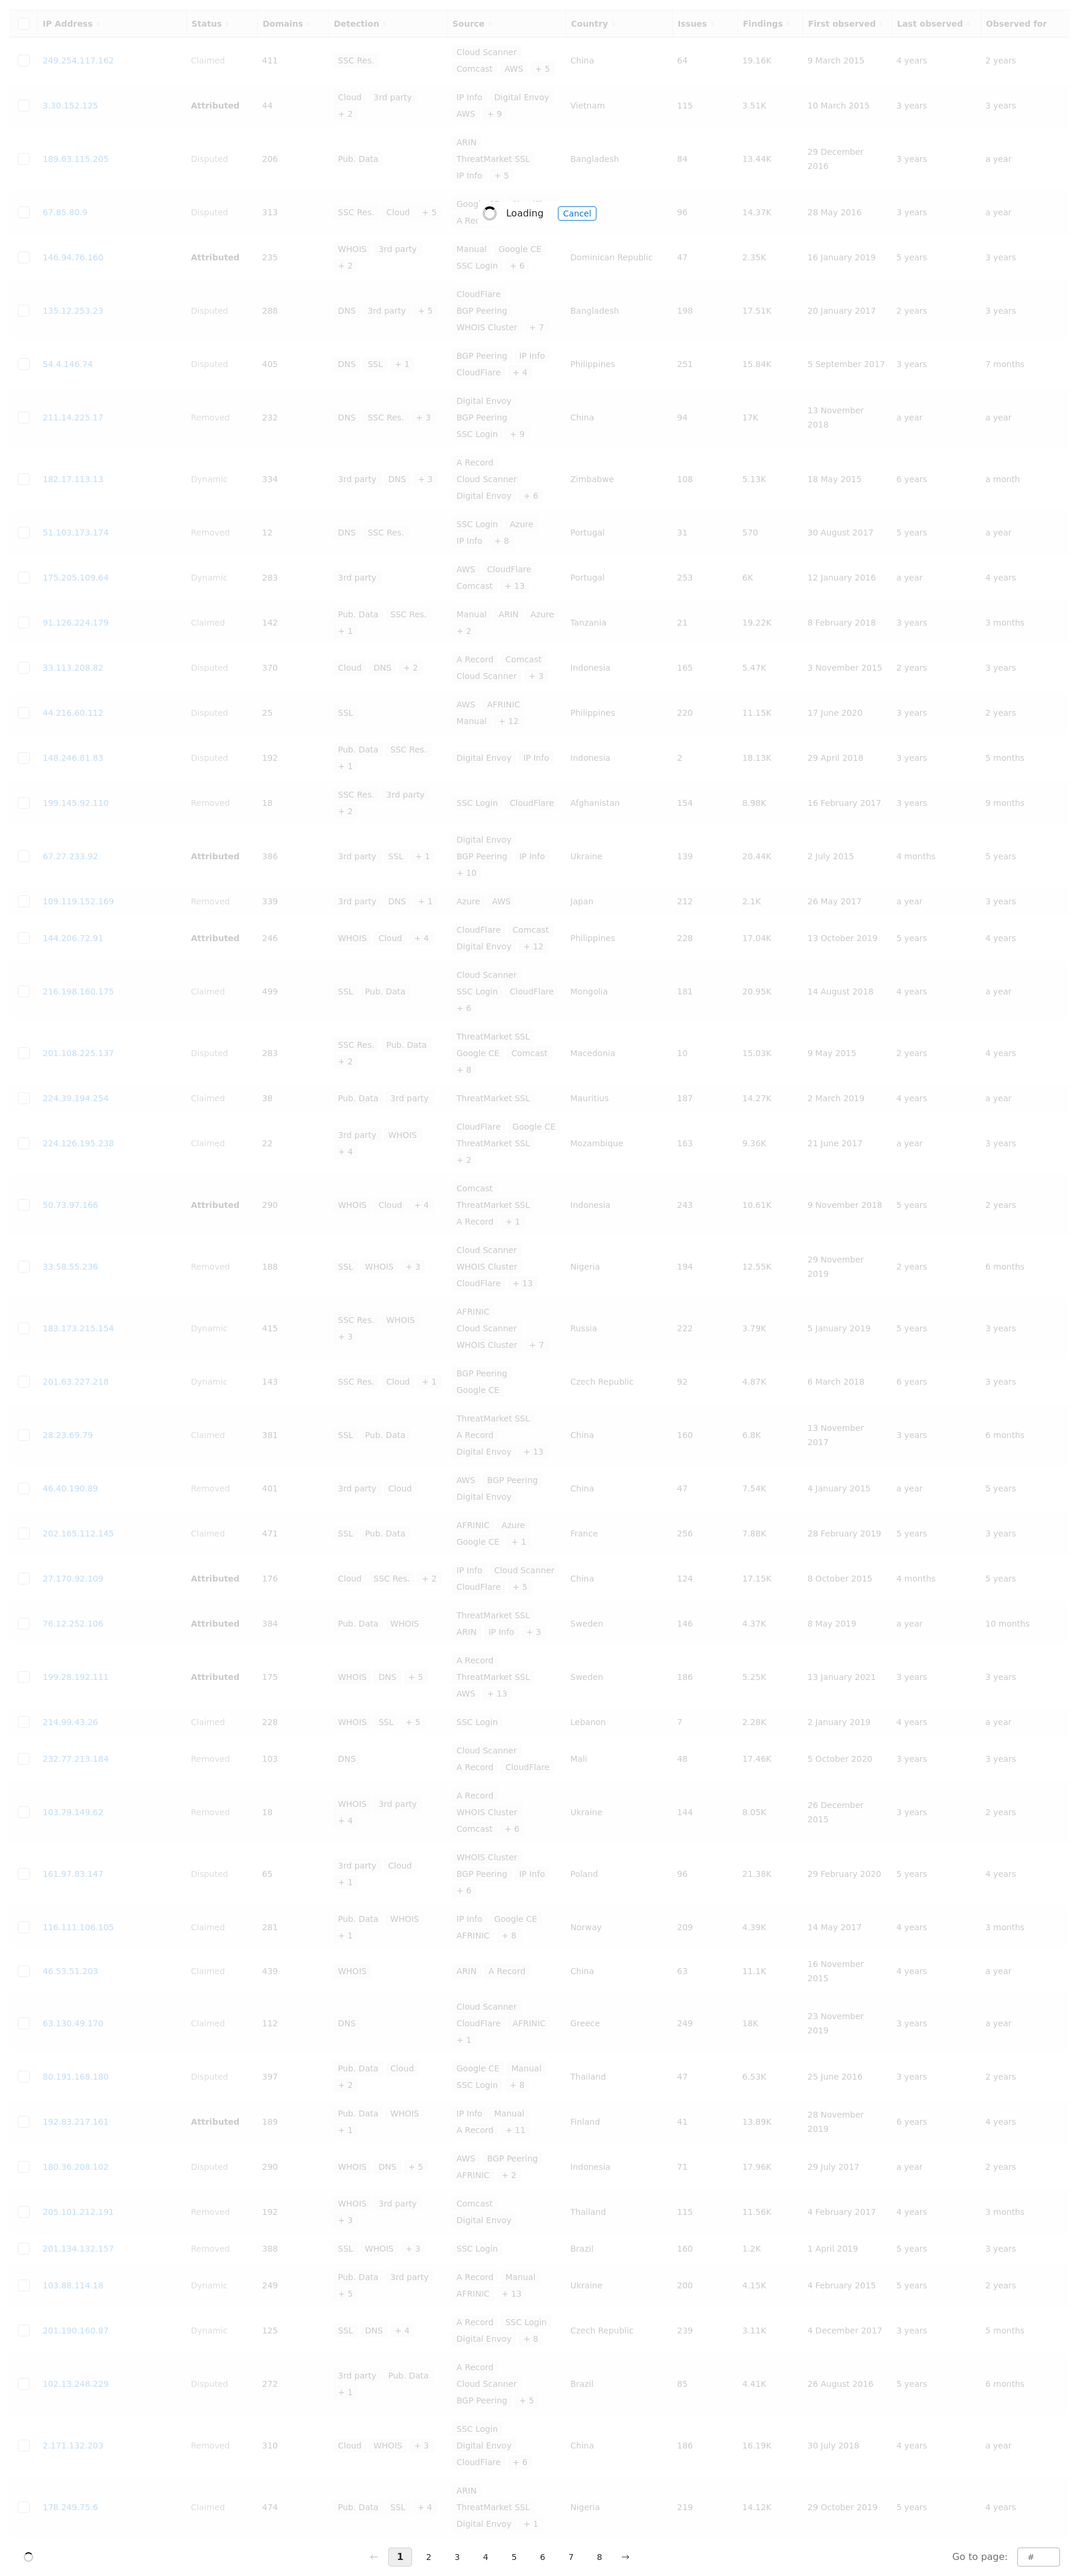 IP Address Status Domains Detection Source Country Issues Findings First observed Last observed Observed for
249.254.117.162 Claimed 411 SSC Res. Cloud Scanner Comcast AWS + 5 China 64 19.16K 9 March 2015 4 years 2 years
3.30.152.125 Attributed 44 Cloud 3rd party + 2 IP Info Digital Envoy AWS + 9 Vietnam 115 3.51K 10 March 2015 3 years 3 years
189.63.115.205 Disputed 206 Pub. Data ARIN ThreatMarket SSL IP Info + 5 Bangladesh 84 13.44K 29 December 2016 3 years a year
67.85.80.9 Disputed 313 SSC Res. Cloud + 5 96 14.37K 28 May 2016 3 years a year
Loading Cancel
146.94.76.160 Attributed 235 WHOIS 3rd party + 2 Manual Google CE SSC Login + 6 Dominican Republic 47 2.35K 16 January 2019 5 years 3 years
135.12.253.23 Disputed 288 DNS 3rd party + 5 CloudFlare BGP Peering WHOIS Cluster + 7 Bangladesh 198 17.51K 20 January 2017 2 years 3 years
54.4.146.74 Disputed 405 DNS SSL + 1 BGP Peering IP Info CloudFlare + 4 Philippines 251 15.84K 5 September 2017 3 years 7 months
211.14.225.17 Removed 232 DNS SSC Res. + 3 Digital Envoy BGP Peering SSC Login + 9 China 94 17K 13 November 2018 a year a year
182.17.113.13 Dynamic 334 3rd party DNS + 3 A Record Cloud Scanner Digital Envoy + 6 Zimbabwe 108 5.13K 18 May 2015 6 years a month
51.103.173.174 Removed 12 DNS SSC Res. SSC Login Azure IP Info + 8 Portugal 31 570 30 August 2017 5 years a year
175.205.109.64 Dynamic 283 3rd party AWS CloudFlare Comcast + 13 Portugal 253 6K 12 January 2016 a year 4 years
91.126.224.179 Claimed 142 Pub. Data SSC Res. + 1 Manual ARIN Azure + 2 Tanzania 21 19.22K 8 February 2018 3 years 3 months
33.113.208.82 Disputed 370 Cloud DNS + 2 A Record Comcast Cloud Scanner + 3 Indonesia 165 5.47K 3 November 2015 2 years 3 years
44.216.60.112 Disputed 25 SSL AWS AFRINIC Manual + 12 Philippines 220 11.15K 17 June 2020 3 years 2 years
148.246.81.83 Disputed 192 Pub. Data SSC Res. + 1 Digital Envoy IP Info Indonesia 2 18.13K 29 April 2018 3 years 5 months
199.145.92.110 Removed 18 SSC Res. 3rd party + 2 SSC Login CloudFlare Afghanistan 154 8.98K 16 February 2017 3 years 9 months
67.27.233.92 Attributed 386 3rd party SSL + 1 Digital Envoy BGP Peering IP Info + 10 Ukraine 139 20.44K 2 July 2015 4 months 5 years
109.119.152.169 Removed 339 3rd party DNS + 1 Azure AWS Japan 212 2.1K 26 May 2017 a year 3 years
144.206.72.91 Attributed 246 WHOIS Cloud + 4 CloudFlare Comcast Digital Envoy + 12 Philippines 228 17.04K 13 October 2019 5 years 4 years
216.198.160.175 Claimed 499 SSL Pub. Data Cloud Scanner SSC Login CloudFlare + 6 Mongolia 181 20.95K 14 August 2018 4 years a year
201.108.225.137 Disputed 283 SSC Res. Pub. Data + 2 ThreatMarket SSL Google CE Comcast + 8 Macedonia 10 15.03K 9 May 2015 2 years 4 years
224.39.194.254 Claimed 38 Pub. Data 3rd party ThreatMarket SSL Mauritius 187 14.27K 2 March 2019 4 years a year
224.126.195.238 Claimed 22 3rd party WHOIS + 4 CloudFlare Google CE ThreatMarket SSL + 2 Mozambique 163 9.36K 21 June 2017 a year 3 years
50.73.97.166 Attributed 290 WHOIS Cloud + 4 Comcast ThreatMarket SSL A Record + 1 Indonesia 243 10.61K 9 November 2018 5 years 2 years
33.58.55.236 Removed 188 SSL WHOIS + 3 Cloud Scanner WHOIS Cluster CloudFlare + 13 Nigeria 194 12.55K 29 November 2019 2 years 6 months
183.173.215.154 Dynamic 415 SSC Res. WHOIS + 3 AFRINIC Cloud Scanner WHOIS Cluster + 7 Russia 222 3.79K 5 January 2019 5 years 3 years
201.63.227.218 Dynamic 143 SSC Res. Cloud + 1 BGP Peering Google CE Czech Republic 92 4.87K 6 March 2018 6 years 3 years
28.23.69.79 Claimed 381 SSL Pub. Data ThreatMarket SSL A Record Digital Envoy + 13 China 160 6.8K 13 November 2017 3 years 6 months
46.40.190.89 Removed 401 3rd party Cloud AWS BGP Peering Digital Envoy China 47 7.54K 4 January 2015 a year 5 years
202.165.112.145 Claimed 471 SSL Pub. Data AFRINIC Azure Google CE + 1 France 256 7.88K 28 February 2019 5 years 3 years
27.170.92.109 Attributed 176 Cloud SSC Res. + 2 IP Info Cloud Scanner CloudFlare + 5 China 124 17.15K 8 October 2015 4 months 5 years
76.12.252.106 Attributed 384 Pub. Data WHOIS ThreatMarket SSL ARIN IP Info + 3 Sweden 146 4.37K 8 May 2019 a year 10 months
199.28.192.111 Attributed 175 WHOIS DNS + 5 A Record ThreatMarket SSL AWS + 13 Sweden 186 5.25K 13 January 2021 3 years 3 years
214.99.43.26 Claimed 228 WHOIS SSL + 5 SSC Login Lebanon 7 2.28K 2 January 2019 4 years a year
232.77.213.184 Removed 103 DNS Cloud Scanner A Record CloudFlare Mali 48 17.46K 5 October 2020 3 years 3 years
103.79.149.62 Removed 18 WHOIS 3rd party + 4 A Record WHOIS Cluster Comcast + 6 Ukraine 144 8.05K 26 December 2015 3 years 2 years
161.97.83.147 Disputed 65 3rd party Cloud + 1 WHOIS Cluster BGP Peering IP Info + 6 Poland 96 21.38K 29 February 2020 5 years 4 years
116.111.106.105 Claimed 281 Pub. Data WHOIS + 1 IP Info Google CE AFRINIC + 8 Norway 209 4.39K 14 May 2017 4 years 3 months
46.53.51.203 Claimed 439 WHOIS ARIN A Record China 63 11.1K 16 November 2015 4 years a year
63.130.49.170 Claimed 112 DNS Cloud Scanner CloudFlare AFRINIC + 1 Greece 249 18K 23 November 2019 3 years a year
80.191.168.180 Disputed 397 Pub. Data Cloud + 2 Google CE Manual SSC Login + 8 Thailand 47 6.53K 25 June 2016 3 years 2 years
192.83.217.161 Attributed 189 Pub. Data WHOIS + 1 IP Info Manual A Record + 11 Finland 41 13.89K 28 November 2019 6 years 4 years
180.36.208.102 Disputed 290 WHOIS DNS + 5 AWS BGP Peering AFRINIC + 2 Indonesia 71 17.96K 29 July 2017 a year 2 years
205.101.212.191 Removed 192 WHOIS 3rd party + 3 Comcast Digital Envoy Thailand 115 11.56K 4 February 2017 4 years 3 months
201.134.132.157 Removed 388 SSL WHOIS + 3 SSC Login Brazil 160 1.2K 1 April 2019 5 years 3 years
103.88.114.18 Dynamic 249 Pub. Data 3rd party + 5 A Record Manual AFRINIC + 13 Ukraine 200 4.15K 4 February 2015 5 years 2 years
201.190.160.87 Dynamic 125 SSL DNS + 4 A Record SSC Login Digital Envoy + 8 Czech Republic 239 3.11K 4 December 2017 3 years 5 months
102.13.248.229 Disputed 272 3rd party Pub. Data + 1 A Record Cloud Scanner BGP Peering + 5 Brazil 85 4.41K 26 August 2016 5 years 6 months
2.171.132.203 Removed 310 Cloud WHOIS + 3 SSC Login Digital Envoy CloudFlare + 6 China 186 16.19K 30 July 2018 4 years a year
178.249.75.6 Claimed 474 Pub. Data SSL + 4 ARIN ThreatMarket SSL Digital Envoy + 1 Nigeria 219 14.12K 29 October 2019 5 years 4 years
← 1 2 3 4 5 6 7 8 → Go to page: #